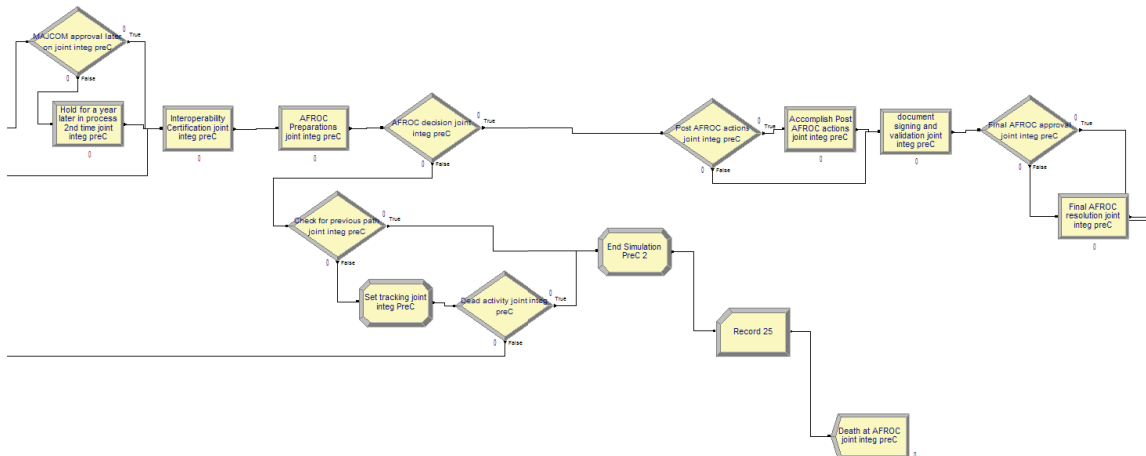 MAJCOM approval later
on joint integ preC
True
False
Hold for a year
later in process
2nd time joint
integ preC
Interoperability
Certification joint
integ preC
AFROC
Preparations
joint integ preC
AFROC decision joint
integ preC
True
False
Post AFROC actions
joint integ preC
True
False
Accomplish Post
AFROC actions
joint integ preC
document
signing and
validation joint
integ preC
Final AFROC approval
joint integ preC
True
False
Final AFROC
resolution joint
integ preC
Check for previous path
joint integ preC
True
False
Set tracking joint
integ PreC
Dead activity joint integ
preC
True
False
End Simulation
PreC 2
Record 25
Death at AFROC
joint integ preC